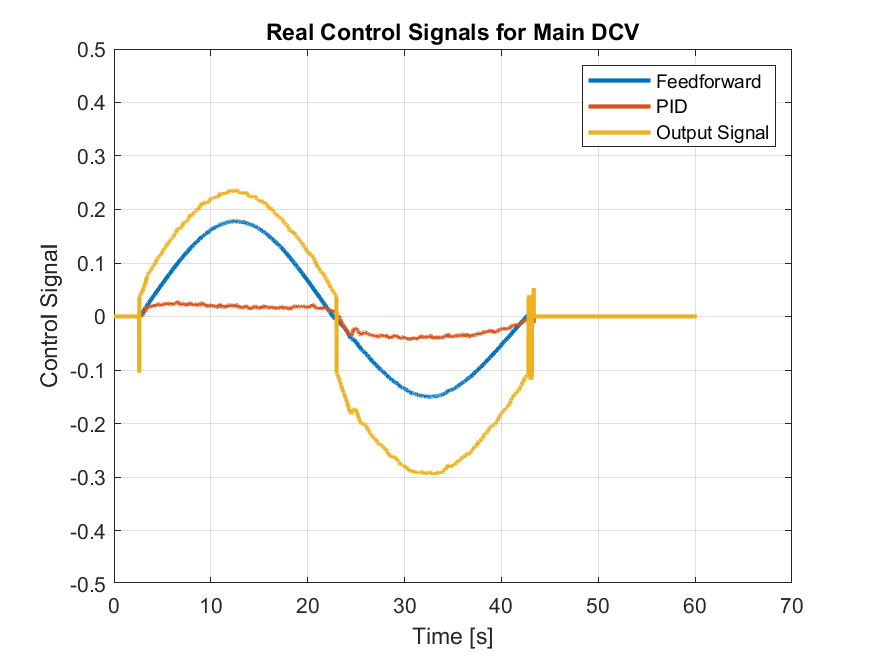 Real Control Signals for Main DCV
0.5
0.4
0.3
0.2
0.1
0
-0.1
-0.2
-0.3
-0.4
-0.5
Control Signal
Feedforward
PID
Output Signal
0 10 20 30 40 50 60 70
Time [s]